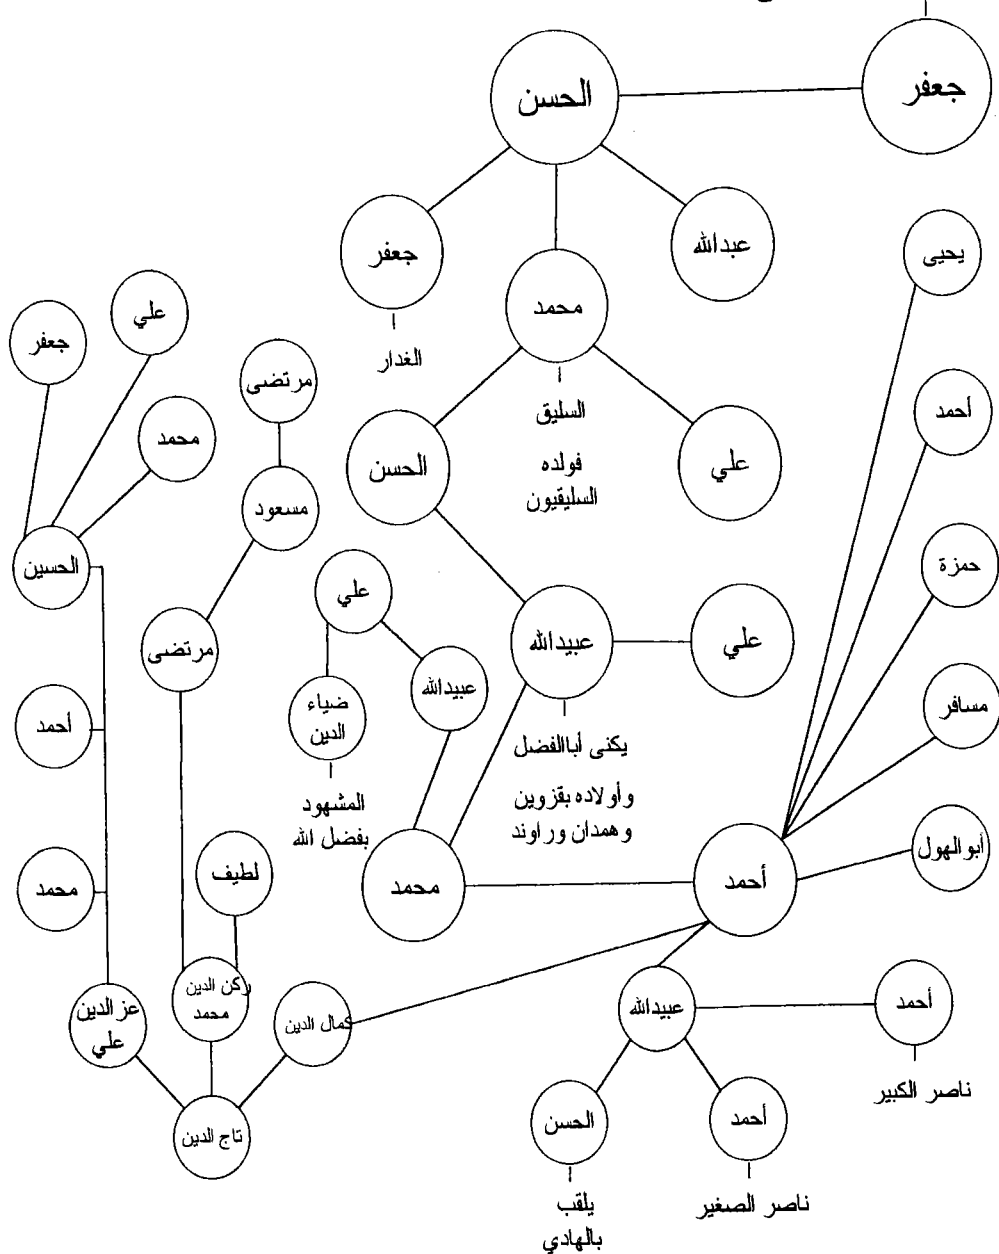 جعفر
الحسن
عبدالله
محمد
جعفر
الغدار
السليق
فولده
السليقيون
علي
الحسن
عبيدالله
علي
يكنى أباالفضل
وأولاده بقزوين
وهمدان وراوند
محمد
عبيدالله
علي
ضياء
الدين
المشهود
بفضل الله
أحمد
يحيى
أحمد
حمزة
مسافر
أبوالهول
عبيدالله
أحمد
ناصر الكبير
أحمد
ناصر الصغير
الحسن
يلقب
بالهادي
كمال الدين
تاج الدين
ركن الدين
محمد
لطيف
مرتضى
مسعود
مرتضى
عز الدين
علي
محمد
أحمد
الحسين
محمد
علي
جعفر